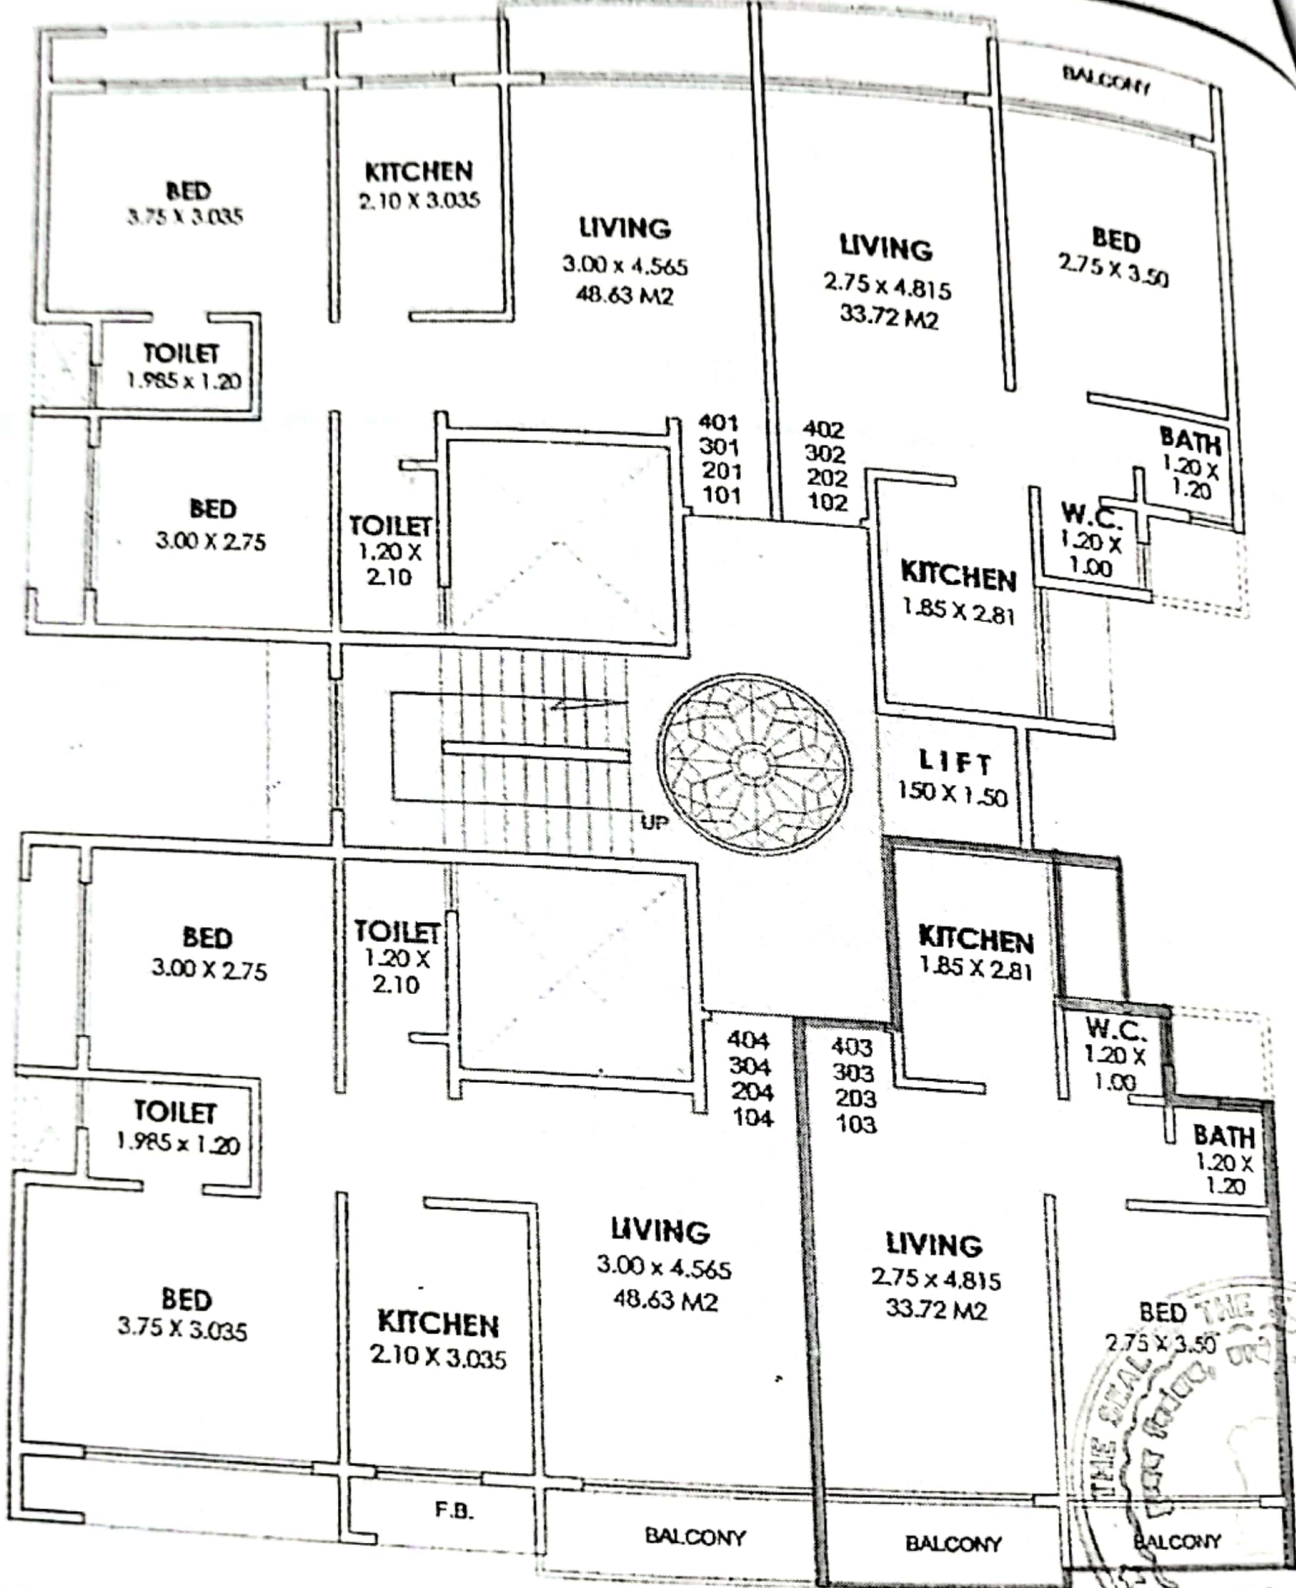 BALCONY
BED
3.75 X 3.035
KITCHEN
2.10 X 3.035
LIVING
3.00 x 4.565
48.63 M2
LIVING
2.75 x 4.815
33.72 M2
BED
2.75 X 3.50
TOILET
1.985 x 1.20
401
301
201
101
402
302
202
102
BATH
1.20 X
1.20
BED
3.00 X 2.75
TOILET
1.20 X
2.10
W.C.
1.20 X
1.00
KITCHEN
1.85 X 2.81
LIFT
1.50 X 1.50
UP
BED
3.00 X 2.75
TOILET
1.20 X
2.10
KITCHEN
1.85 X 2.81
W.C.
1.20 X
1.00
404
304
204
104
403
303
203
103
TOILET
1.985 x 1.20
BATH
1.20 X
1.20
LIVING
3.00 x 4.565
48.63 M2
LIVING
2.75 x 4.815
33.72 M2
BED
3.75 X 3.035
KITCHEN
2.10 X 3.035
BED
2.75 X 3.50
THE SEAL THE
F.B.
BALCONY
BALCONY
BALCONY